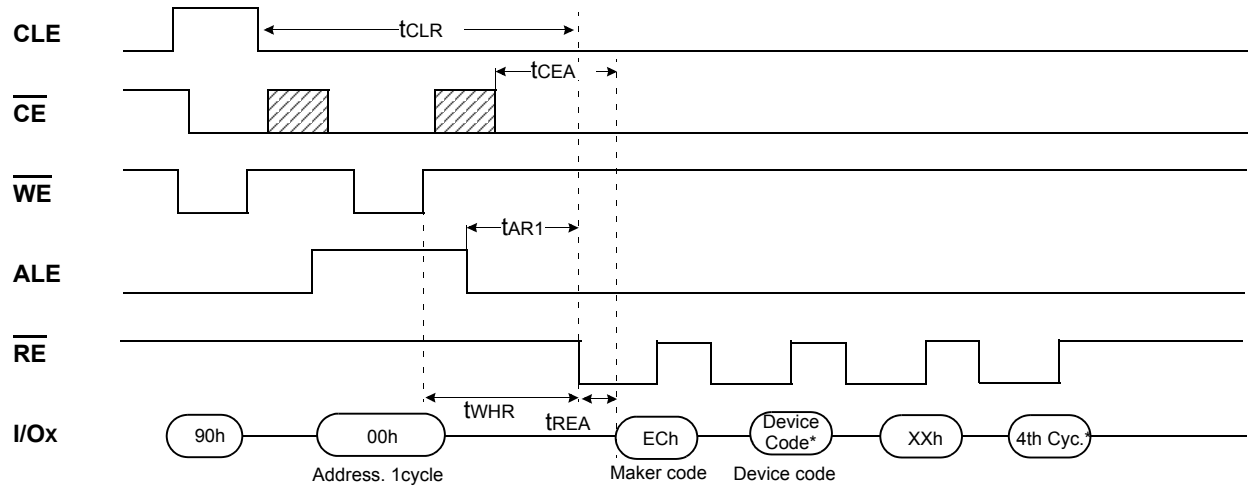 CLE
tCLR
tCEA
CE
WE
tAR1
ALE
RE
tWHR
tREA
I/Ox
90h
00h
ECh
Device
Code*
XXh
4th Cyc.*
Address. 1cycle
Maker code
Device code